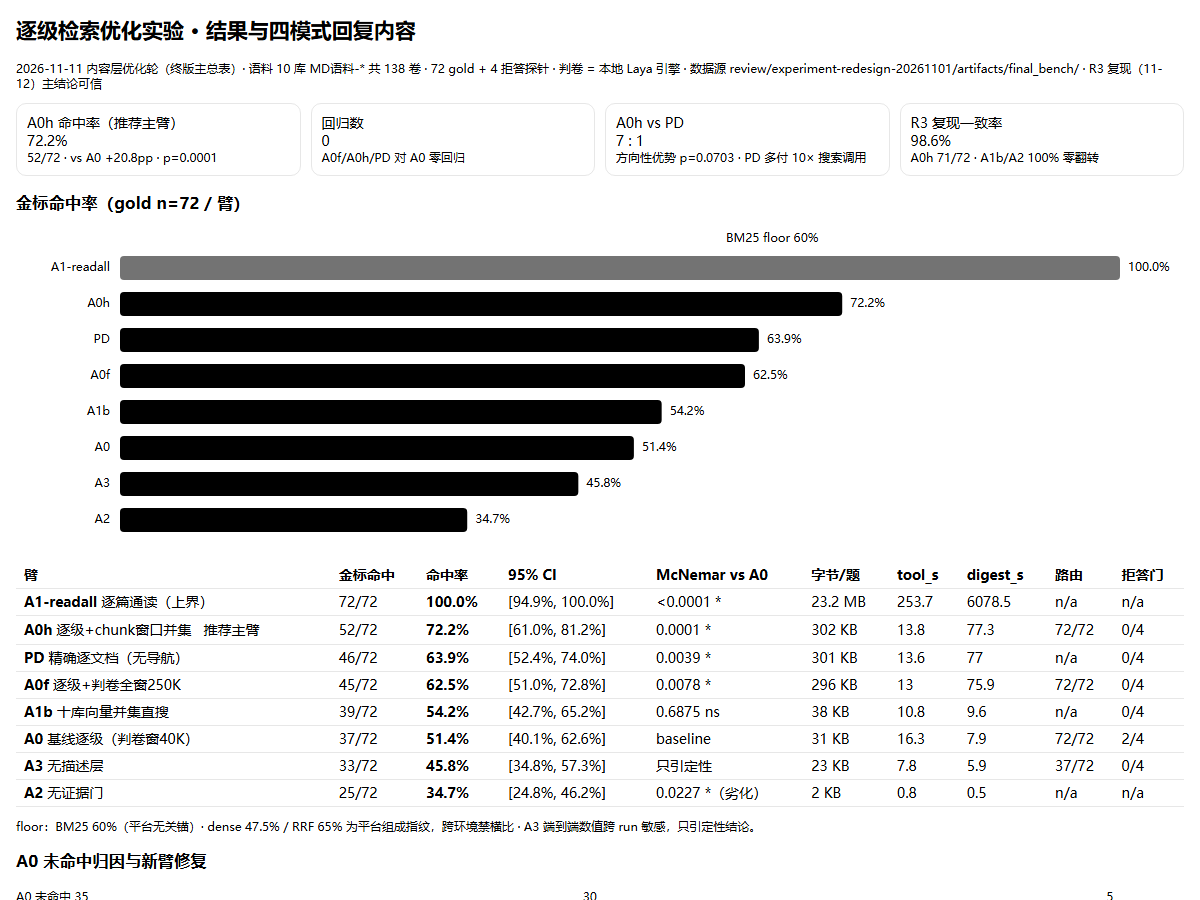 逐级检索优化实验 · 结果与四模式回复内容
2026-11-11 内容层优化轮（终版主总表）· 语料 10 库 MD语料-* 共 138 卷 · 72 gold + 4 拒答探针 · 判卷 = 本地 Laya 引擎 · 数据源 review/experiment-redesign-20261101/artifacts/final_bench/ · R3 复现（11-
12）主结论可信
A0h 命中率（推荐主臂）
72.2%
52/72 · vs A0 +20.8pp · p=0.0001
回归数
0
A0f/A0h/PD 对 A0 零回归
A0h vs PD
7 : 1
方向性优势 p=0.0703 · PD 多付 10× 搜索调用
R3 复现一致率
98.6%
A0h 71/72 · A1b/A2 100% 零翻转
金标命中率（gold n=72 / 臂）
BM25 floor 60%
A1-readall 100.0%
A0h 72.2%
PD 63.9%
A0f 62.5%
A1b 54.2%
A0 51.4%
A3 45.8%
A2 34.7%
臂 金标命中 命中率 95% CI McNemar vs A0 字节/题 tool_s digest_s 路由 拒答门
A1-readall 逐篇通读（上界） 72/72 100.0% [94.9%, 100.0%] <0.0001 * 23.2 MB 253.7 6078.5 n/a n/a
A0h 逐级+chunk窗口并集 推荐主臂 52/72 72.2% [61.0%, 81.2%] 0.0001 * 302 KB 13.8 77.3 72/72 0/4
PD 精确逐文档（无导航） 46/72 63.9% [52.4%, 74.0%] 0.0039 * 301 KB 13.6 77 n/a 0/4
A0f 逐级+判卷全窗250K 45/72 62.5% [51.0%, 72.8%] 0.0078 * 296 KB 13 75.9 72/72 0/4
A1b 十库向量并集直搜 39/72 54.2% [42.7%, 65.2%] 0.6875 ns 38 KB 10.8 9.6 n/a 0/4
A0 基线逐级（判卷窗40K） 37/72 51.4% [40.1%, 62.6%] baseline 31 KB 16.3 7.9 72/72 2/4
A3 无描述层 33/72 45.8% [34.8%, 57.3%] 只引定性 23 KB 7.8 5.9 37/72 0/4
A2 无证据门 25/72 34.7% [24.8%, 46.2%] 0.0227 *（劣化） 2 KB 0.8 0.5 n/a n/a
floor：BM25 60%（平台无关锚）· dense 47.5% / RRF 65% 为平台组成指纹，跨环境禁横比 · A3 端到端数值跨 run 敏感，只引定性结论。
A0 未命中归因与新臂修复
A0 未命中 35 30 5